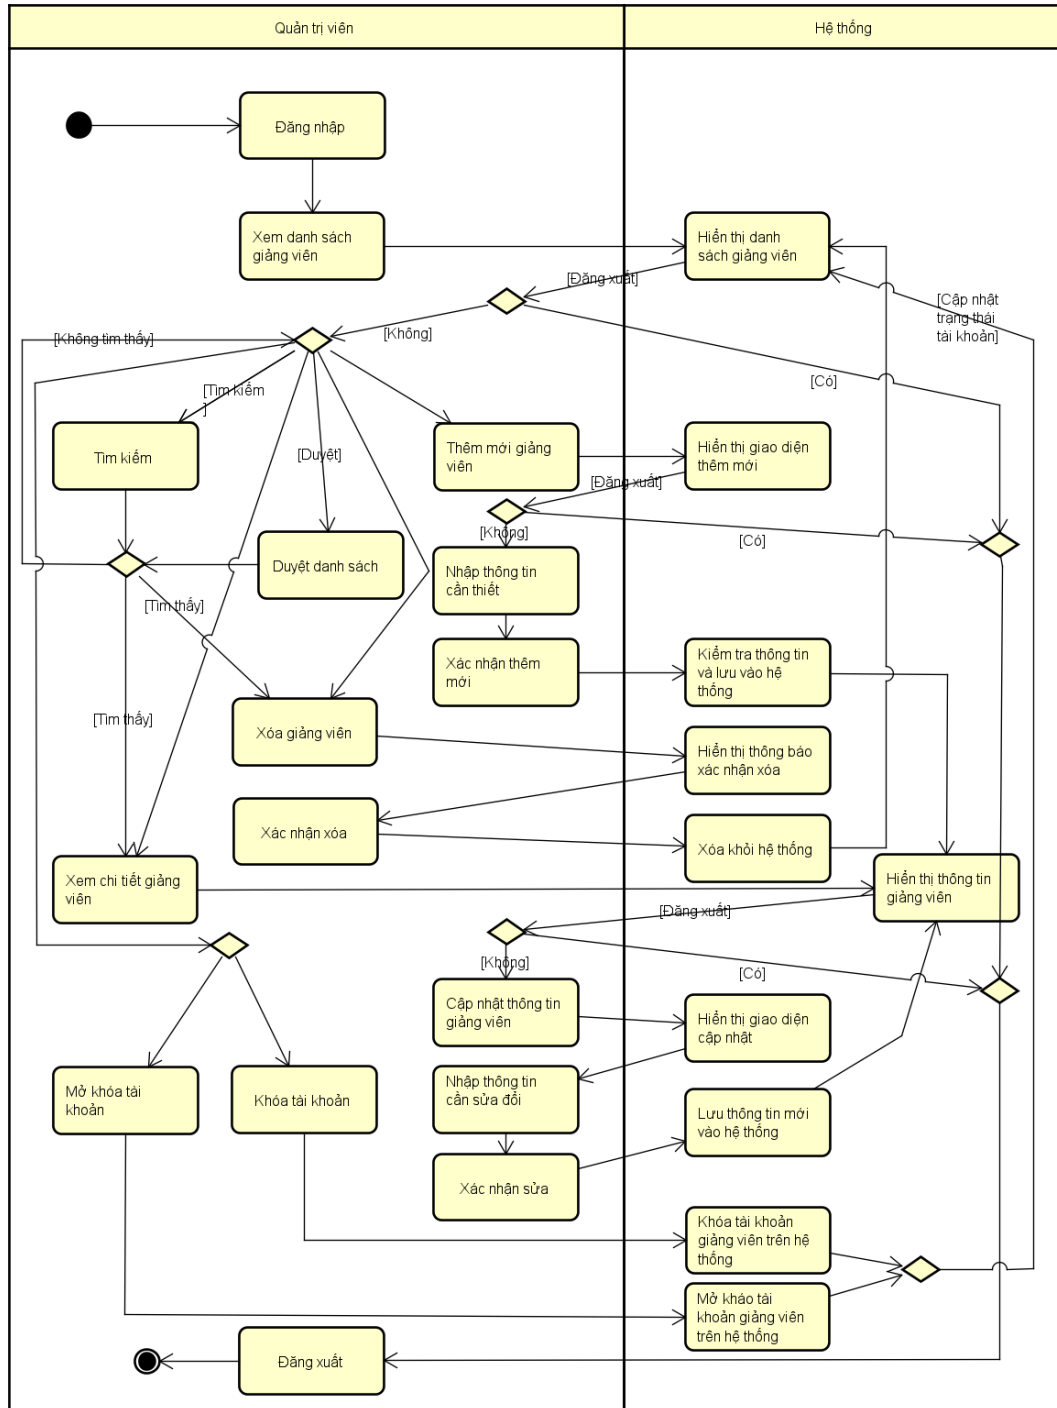 Quản trị viên
Hệ thống
Đăng nhập
Xem danh sách
giảng viên
Hiển thị danh
sách giảng viên
[Đăng xuất]
[Cập nhật
trạng thái
tài khoản]
[Không tìm thấy]
[Không]
[Có]
[Tìm kiếm
]
Tìm kiếm
[Duyệt]
Thêm mới giảng
viên
Hiển thị giao diện
thêm mới
[Đăng xuất]
[Không]
[Có]
Duyệt danh sách
Nhập thông tin
cần thiết
[Tìm thấy]
Xác nhận thêm
mới
Kiểm tra thông tin
và lưu vào hệ
thống
[Tìm thấy]
Xóa giảng viên
Hiển thị thông báo
xác nhận xóa
Xác nhận xóa
Xóa khỏi hệ thống
Xem chi tiết giảng
viên
Hiển thị thông tin
giảng viên
[Đăng xuất]
[Không]
[Có]
Cập nhật thông tin
giảng viên
Hiển thị giao diện
cập nhật
Mở khóa tài
khoản
Khóa tài khoản
Nhập thông tin
cần sửa đổi
Lưu thông tin mới
vào hệ thống
Xác nhận sửa
Khóa tài khoản
giảng viên trên hệ
thống
Mở kháo tài
khoản giảng viên
trên hệ thống
Đăng xuất